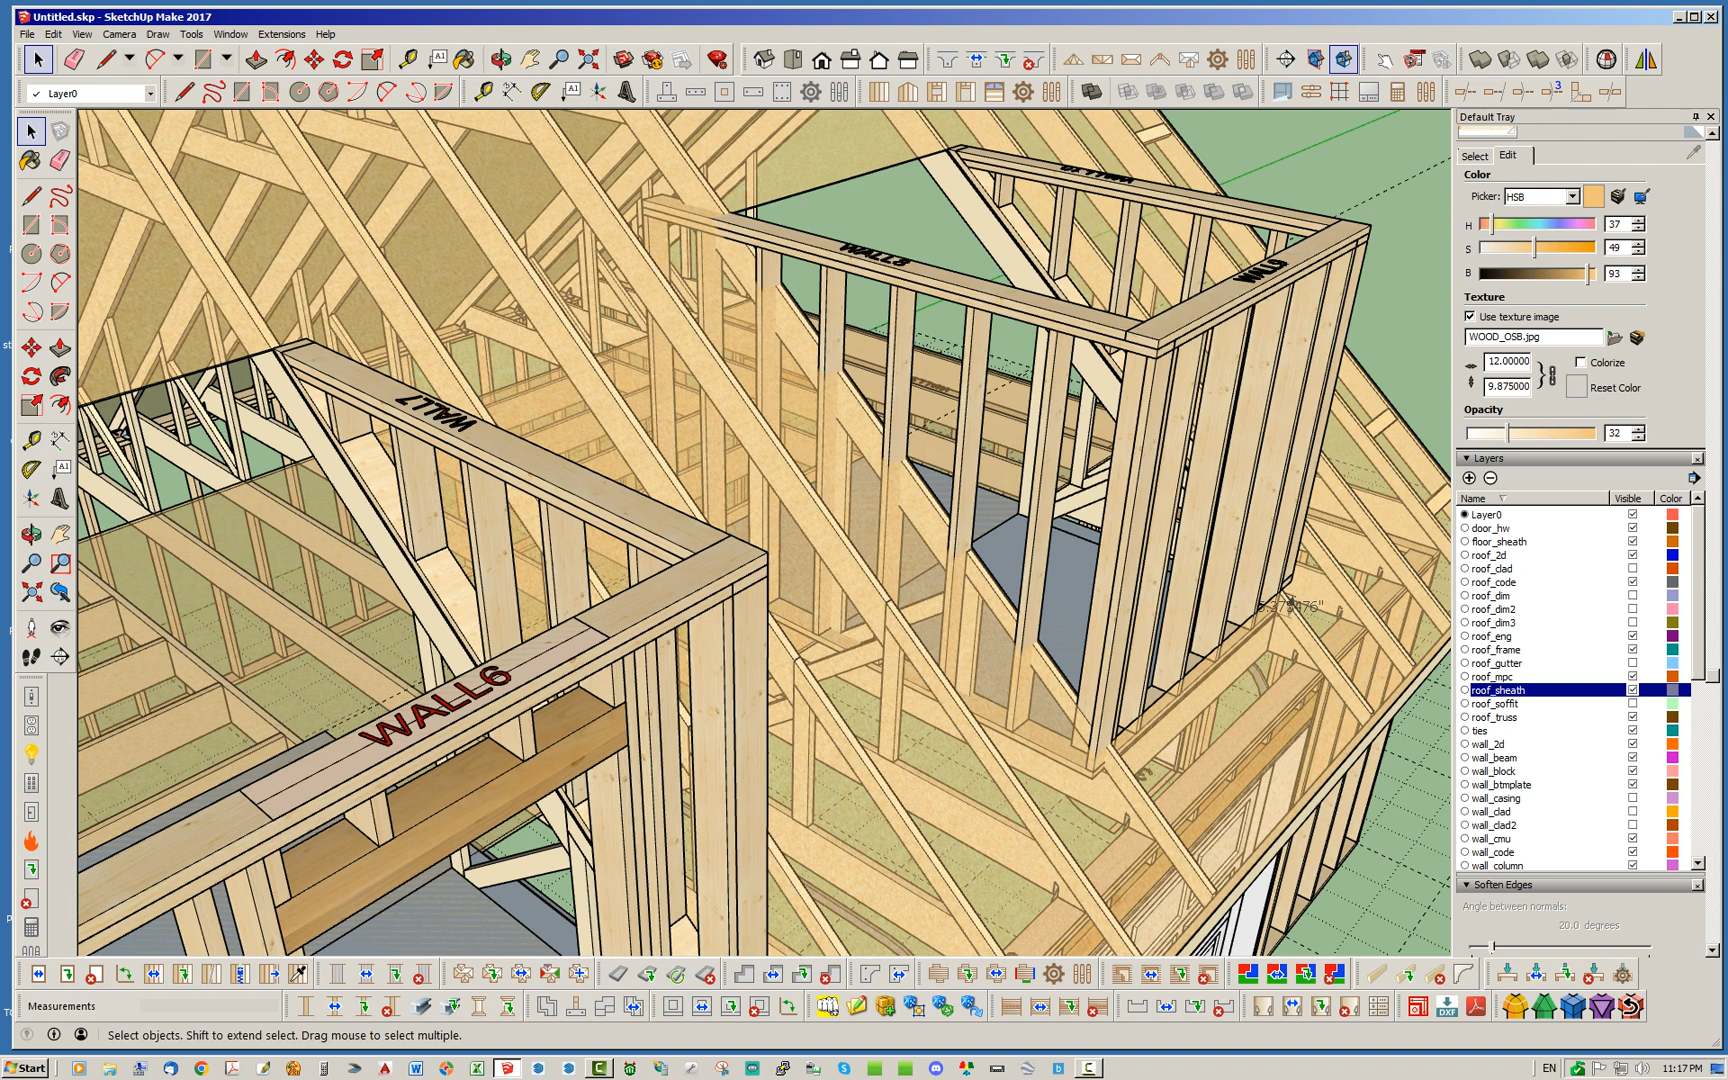 Untitled.skp - SketchUp Make 2017
File Edit View Camera Draw Tools Window Extensions Help
Layer0
Default Tray
Select Edit
Color
Picker: HSB
H 37
S 49
B 93
Texture
Use texture image
WOOD_OSB.jpg
12.00000
Colorize
9.875000
Reset Color
Opacity
32
Layers
Name Visible Color
Layer0
door_hw
floor_sheath
roof_2d
roof_clad
roof_code
roof_dim
roof_dim2
roof_dim3
roof_eng
roof_frame
roof_gutter
roof_mpc
roof_sheath
roof_soffit
roof_truss
ties
wall_2d
wall_beam
wall_block
wall_btmplate
wall_casing
wall_clad
wall_clad2
wall_cmu
wall_code
wall_column
Soften Edges
Angle between normals:
20.0 degrees
WALL7
WALL6
Measurements
Select objects. Shift to extend select. Drag mouse to select multiple.
Start
EN
11:17 PM